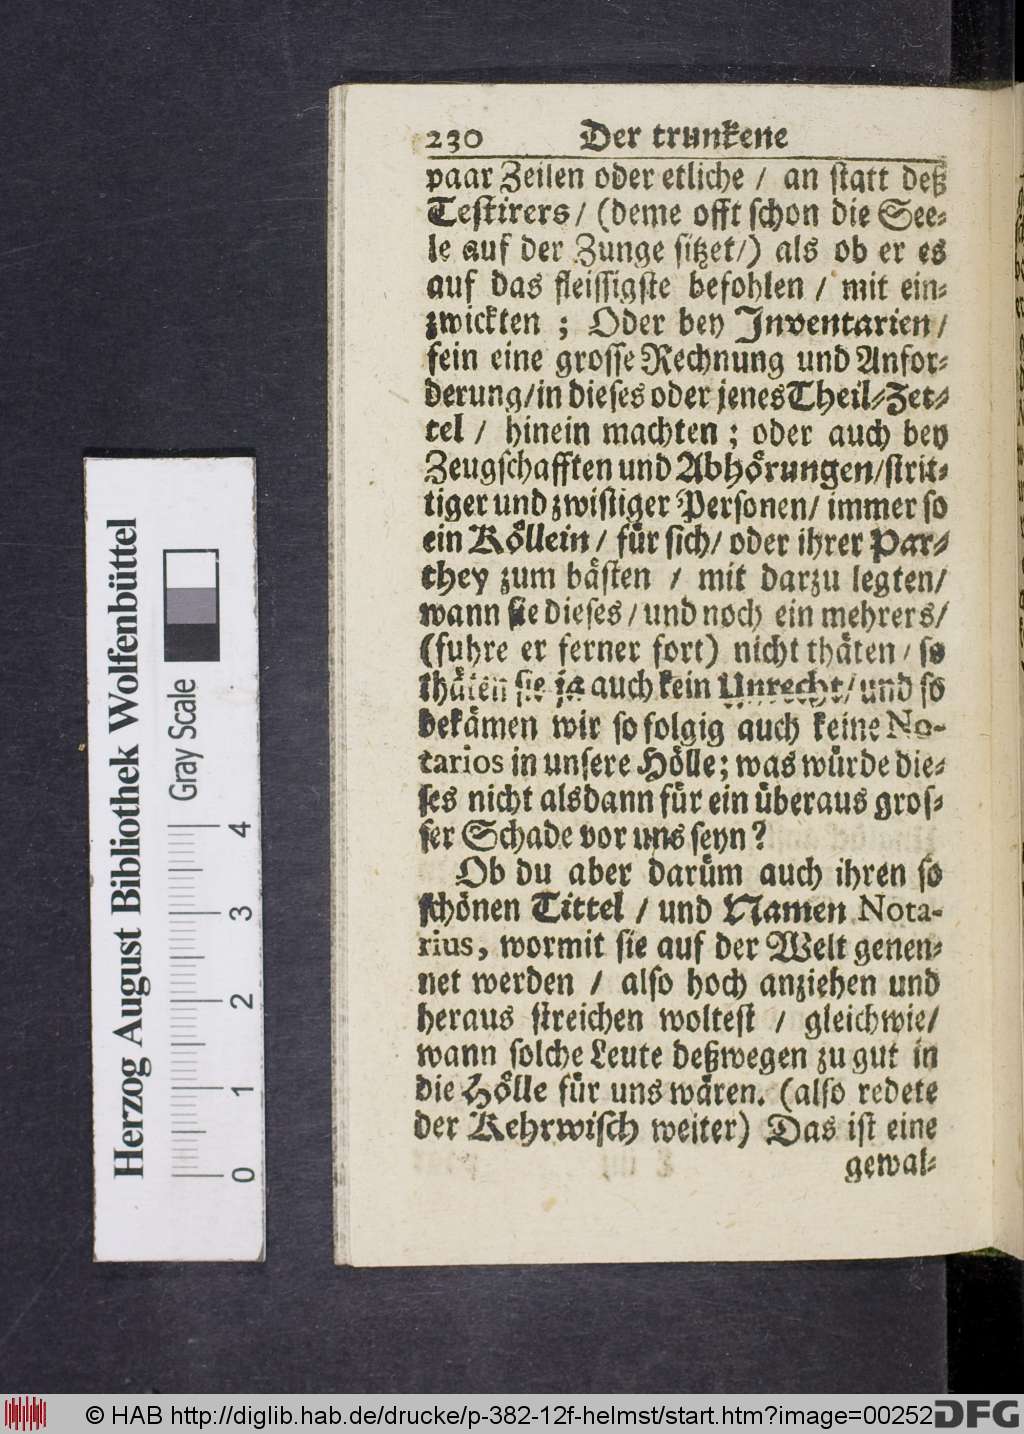 230 Der trunkene
paar Zeilen oder etliche / an statt deß
Testirers / (deme offt schon die See-
le auf der Zunge sitzet/) als ob er es
auf das fleissigste befohlen / mit ein-
zwickten ; Oder bey Inventarien /
fein eine grosse Rechnung und Anfor-
derung / in dieses oder jenes Theil-Zet-
tel / hinein machten ; oder auch bey
Zeugschafften und Abhörungen / strit-
tiger und zwistiger Personen / immer so
ein Köllein / für sich / oder ihrer Par-
they zum bästen / mit darzu legten /
wann sie dieses / und noch ein mehrers /
(fuhre er ferner fort) nicht thäten / so
thäten sie ja auch kein Unrecht / und so
bekämen wir so folgig auch keine No-
tarios in unsere Hölle ; was würde die-
ses nicht alsdann für ein überaus gros-
ser Schade vor uns seyn ?
Ob du aber darüm auch ihren so
schönen Tittel / und Namen Nota-
rius, wormit sie auf der Welt genen-
net werden / also hoch anziehen und
heraus streichen woltest / gleichwie /
wann solche Leute deßwegen zu gut in
die Hölle für uns wären. (also redete
der Kehrwisch weiter) Das ist eine
gewal-
Herzog August Bibliothek Wolfenbüttel
Gray Scale
0 1 2 3 4
© HAB http://diglib.hab.de/drucke/p-382-12f-helmst/start.htm?image=00252
DFG